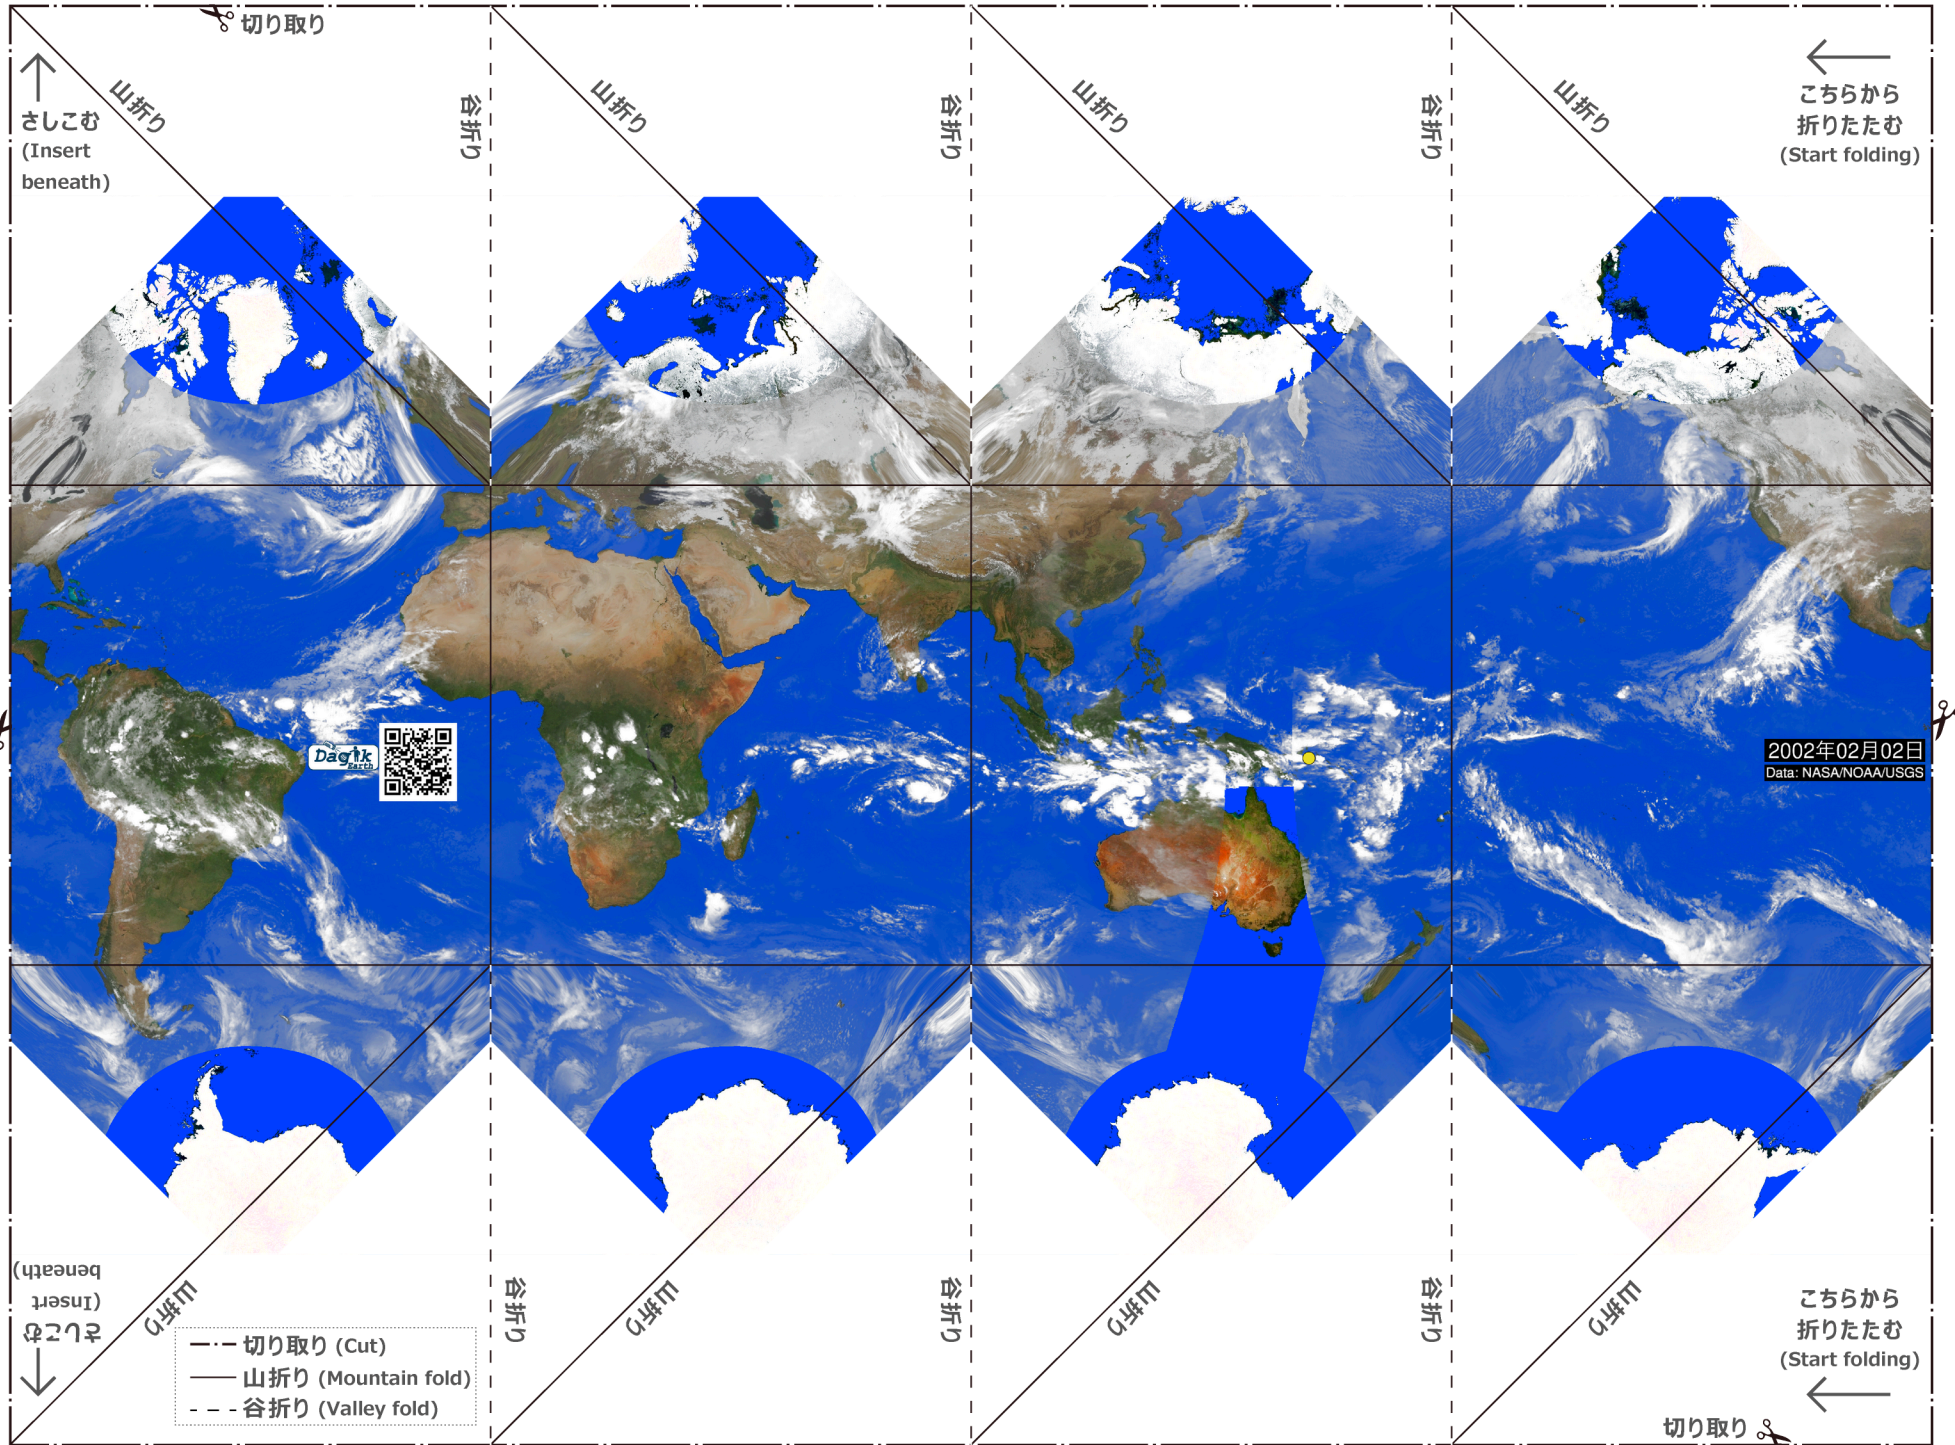 切り取り
さしこむ
(Insert
beneath)
山折り
谷折り
山折り
谷折り
山折り
谷折り
山折り
こちらから
折りたたむ
(Start folding)
Dagik
Earth
2002年02月02日
Data: NASA/NOAA/USGS
さしこむ
(Insert
beneath)
山折り
谷折り
山折り
谷折り
山折り
谷折り
山折り
こちらから
折りたたむ
(Start folding)
切り取り (Cut)
山折り (Mountain fold)
谷折り (Valley fold)
切り取り